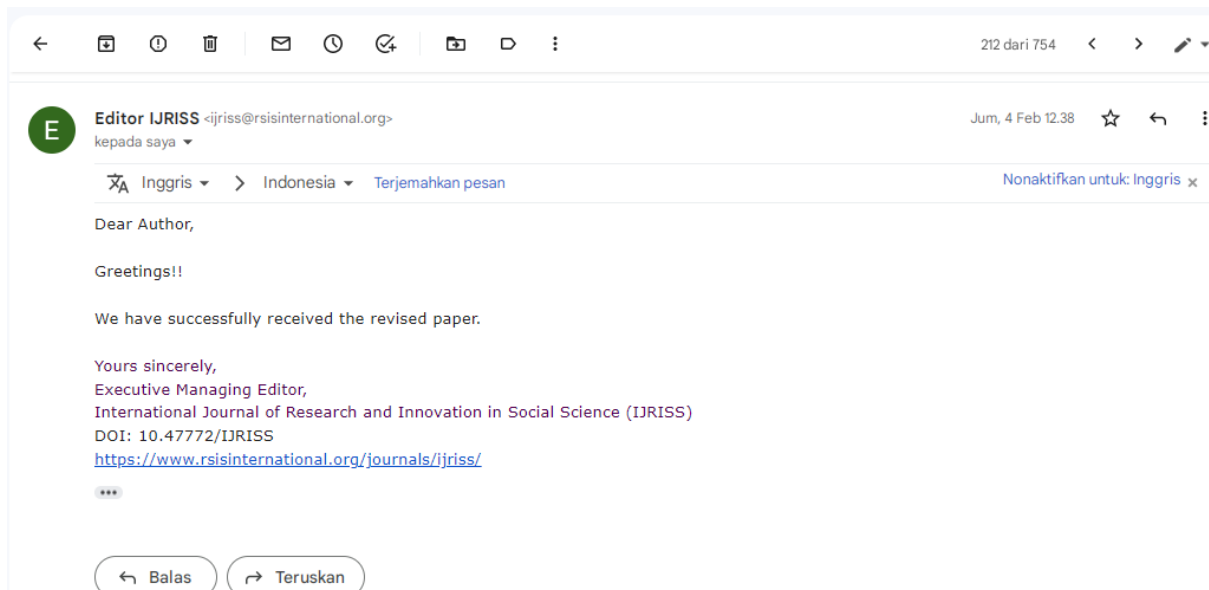 212 dari 754
Editor IJRISS <ijriss@rsisinternational.org>
Jum, 4 Feb 12.38
E
kepada saya
Inggris
Indonesia
Terjemahkan pesan
Nonaktifkan untuk: Inggris
Dear Author,
Greetings!!
We have successfully received the revised paper.
Yours sincerely,
Executive Managing Editor,
International Journal of Research and Innovation in Social Science (IJRISS)
DOI: 10.47772/IJRISS
https://www.rsisinternational.org/journals/ijriss/
Balas
Teruskan